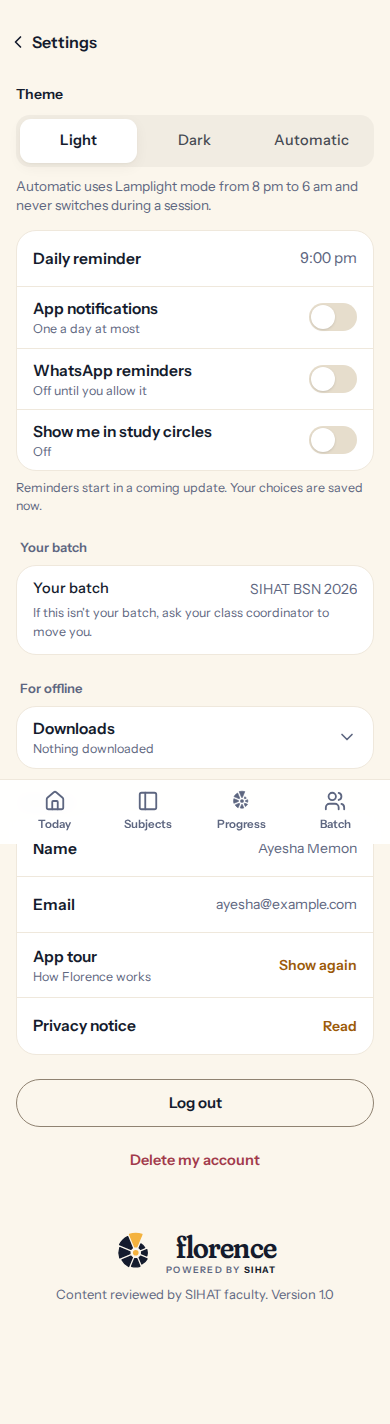 Settings
Theme
Light
Dark
Automatic
Automatic uses Lamplight mode from 8 pm to 6 am and
never switches during a session.
Daily reminder
9:00 pm
App notifications
One a day at most
WhatsApp reminders
Off until you allow it
Show me in study circles
Off
Reminders start in a coming update. Your choices are saved
now.
Your batch
Your batch
SIHAT BSN 2026
If this isn't your batch, ask your class coordinator to
move you.
For offline
Downloads
Nothing downloaded
Today
Subjects
Progress
Batch
Name
Ayesha Memon
Email
ayesha@example.com
App tour
How Florence works
Show again
Privacy notice
Read
Log out
Delete my account
florence
POWERED BY SIHAT
Content reviewed by SIHAT faculty. Version 1.0